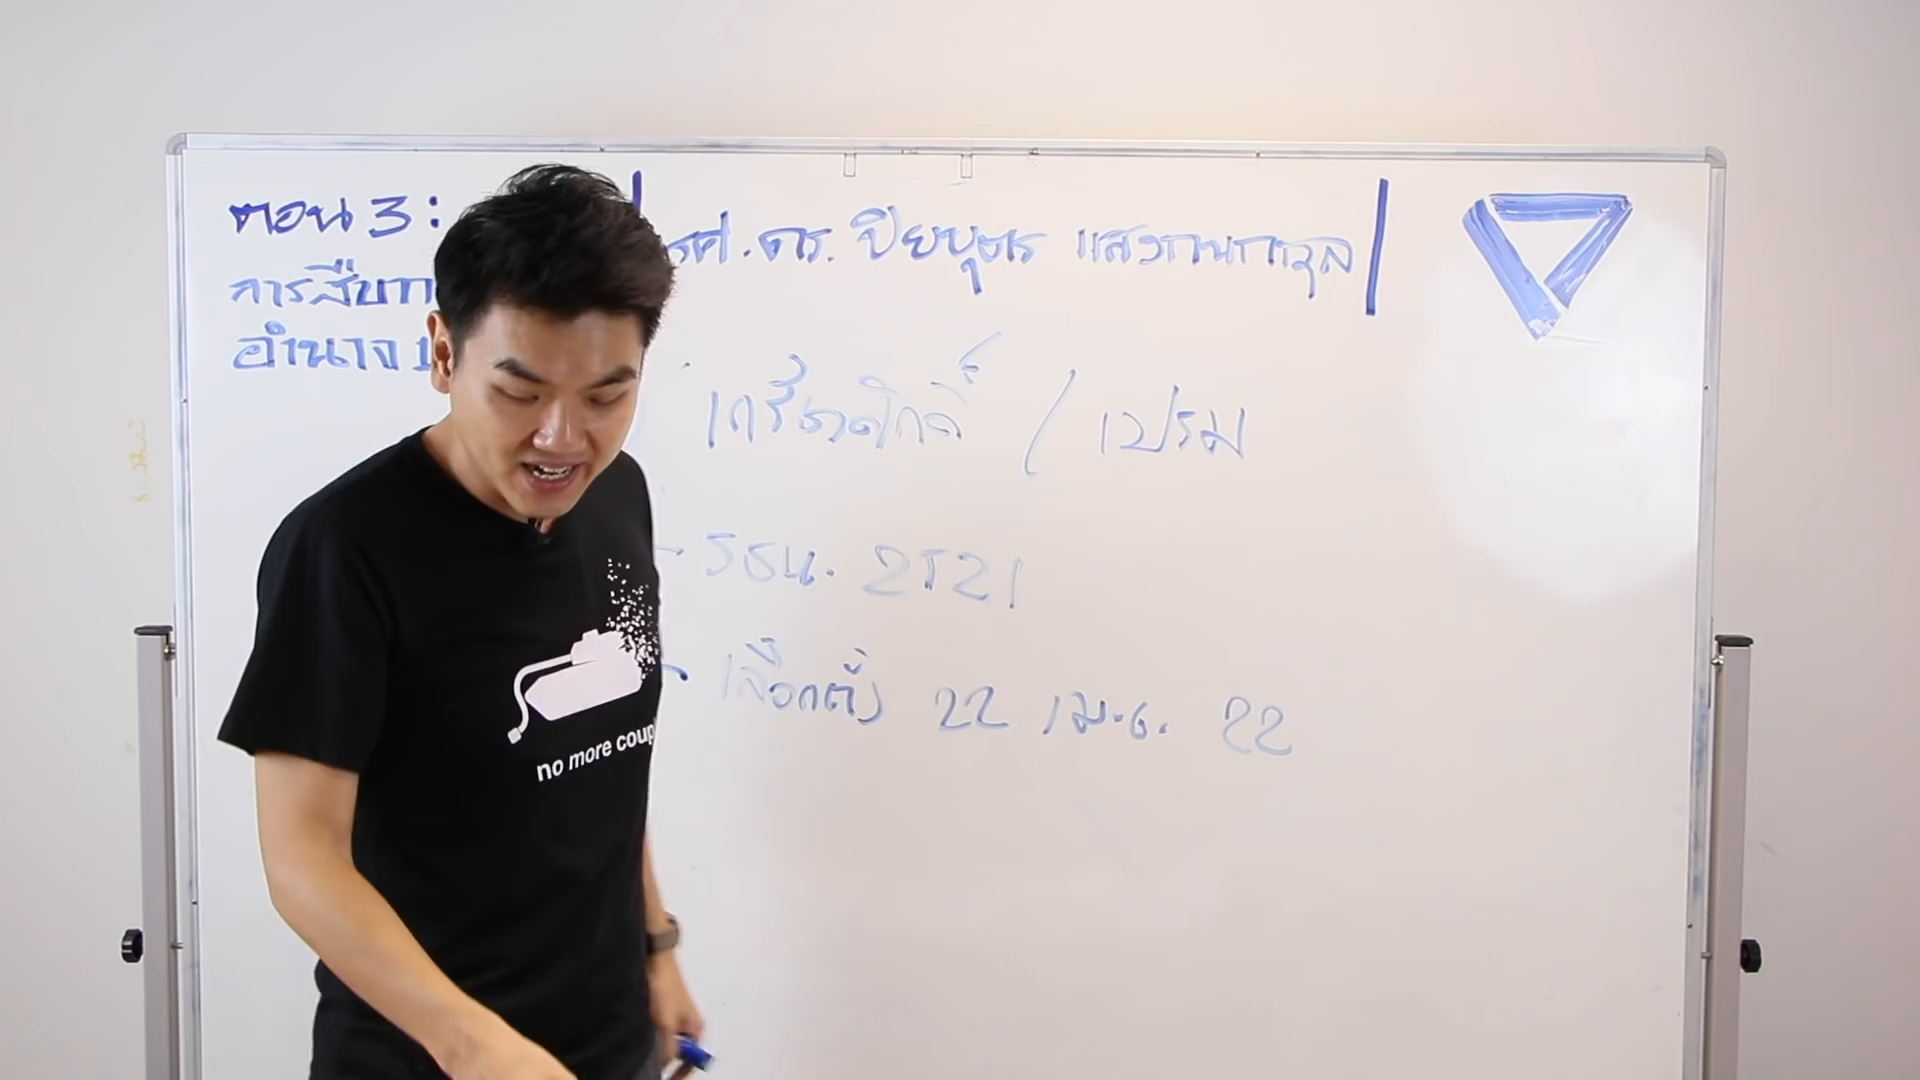 ตอน 3 :
การสืบทอ
อำนาจ 1
รศ.ดร. ปิยบุตร แสงกนกกุล
เกรียงศักดิ์ / เปรม
- รธน. 2521
- เลือกตั้ง 22 เม.ย. 22
no more coup